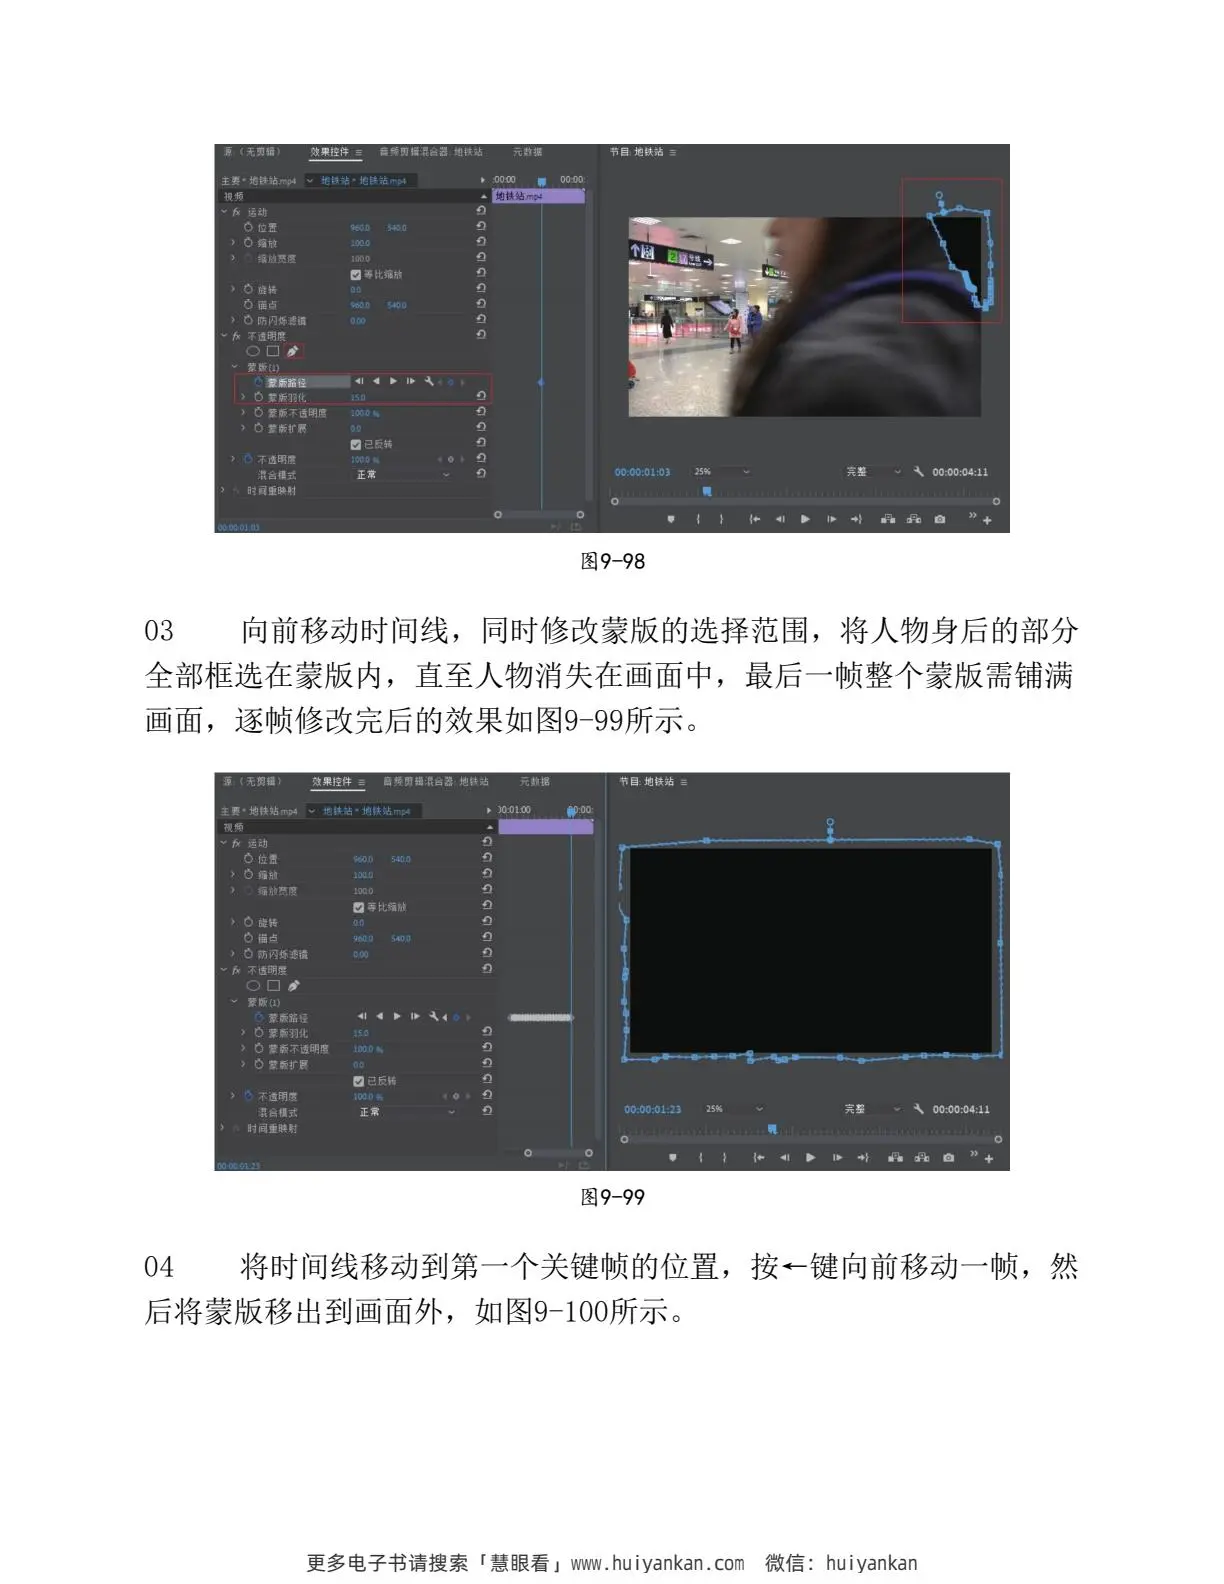 源:（无剪辑） 效果控件 ≡ 音频剪辑混合器: 地铁站 元数据 节目: 地铁站 ≡
主要 * 地铁站.mp4 地铁站 * 地铁站.mp4 :00:00 00:00:
视频 地铁站.mp4
fx 运动
位置 960.0 540.0
缩放 100.0
缩放宽度 100.0
等比缩放
旋转 0.0
锚点 960.0 540.0
防闪烁滤镜 0.00
fx 不透明度
蒙版(1)
蒙版路径
蒙版羽化 15.0
蒙版不透明度 100.0 %
蒙版扩展 0.0
已反转
不透明度 100.0 %
混合模式 正常
时间重映射
00:00:01:03
00:00:01:03 25% 完整 00:00:04:11
图9-98
03 向前移动时间线，同时修改蒙版的选择范围，将人物身后的部分
全部框选在蒙版内，直至人物消失在画面中，最后一帧整个蒙版需铺满
画面，逐帧修改完后的效果如图9-99所示。
源:（无剪辑） 效果控件 ≡ 音频剪辑混合器: 地铁站 元数据 节目: 地铁站 ≡
主要 * 地铁站.mp4 地铁站 * 地铁站.mp4 00:01:00 00:00:
视频
fx 运动
位置 960.0 540.0
缩放 100.0
缩放宽度 100.0
等比缩放
旋转 0.0
锚点 960.0 540.0
防闪烁滤镜 0.00
fx 不透明度
蒙版(1)
蒙版路径
蒙版羽化 15.0
蒙版不透明度 100.0 %
蒙版扩展 0.0
已反转
不透明度 100.0 %
混合模式 正常
时间重映射
00:00:01:23
00:00:01:23 25% 完整 00:00:04:11
图9-99
04 将时间线移动到第一个关键帧的位置，按←键向前移动一帧，然
后将蒙版移出到画面外，如图9-100所示。
更多电子书请搜索「慧眼看」www.huiyankan.com 微信：huiyankan